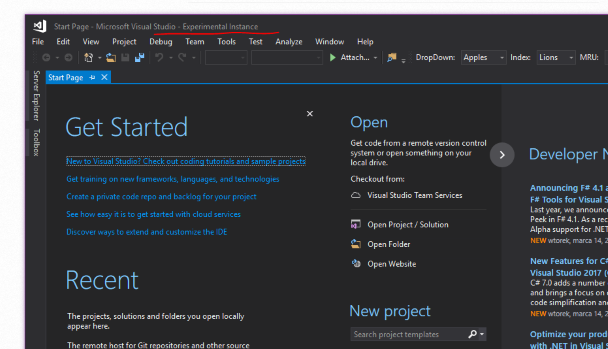 Start Page - Microsoft Visual Studio - Experimental Instance
File Edit View Project Debug Team Tools Test Analyze Window Help
Attach... DropDown: Apples Index: Lions MRU:
Server Explorer
Toolbox
Start Page
Get Started
New to Visual Studio? Check out coding tutorials and sample projects
Get training on new frameworks, languages, and technologies
Create a private code repo and backlog for your project
See how easy it is to get started with cloud services
Discover ways to extend and customize the IDE
Recent
The projects, solutions and folders you open locally
appear here.
The remote host for Git repositories and other source
Open
Get code from a remote version control
system or open something on your
local drive.
Checkout from:
Visual Studio Team Services
Open Project / Solution
Open Folder
Open Website
New project
Search project templates
Developer N
Announcing F# 4.1 a
F# Tools for Visual S
Last year, we announce
Peek in F# 4.1. As a rec
Alpha support for .NET
NEW wtorek, marca 14, 2
New Features for C#
Visual Studio 2017 (
C# 7.0 adds a number
and brings a focus on
code simplification and
NEW wtorek, marca 14, 2
Optimize your prod
with .NET in Visual S